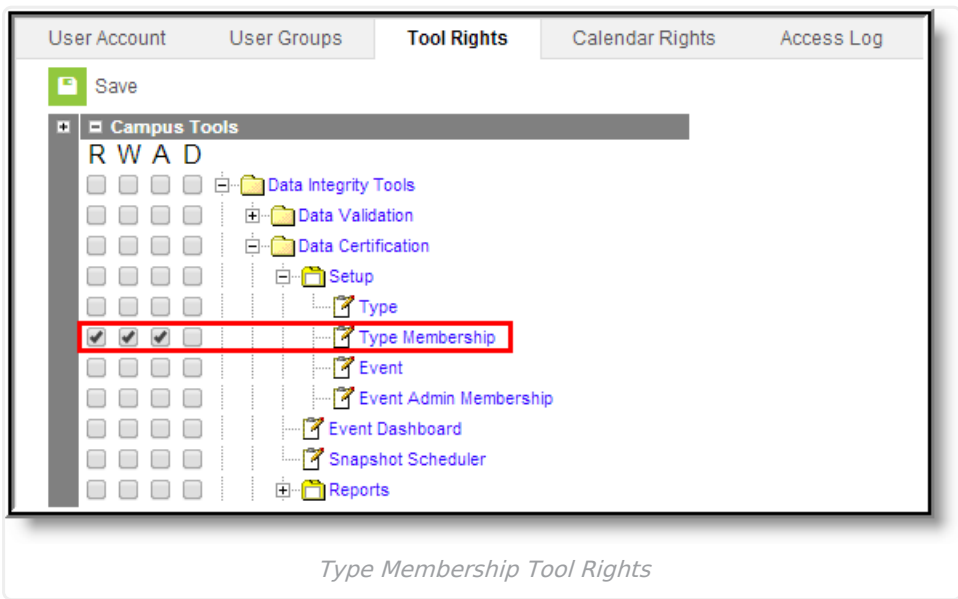 User Account User Groups Tool Rights Calendar Rights Access Log
Save
Campus Tools
R W A D
Data Integrity Tools
Data Validation
Data Certification
Setup
Type
Type Membership
Event
Event Admin Membership
Event Dashboard
Snapshot Scheduler
Reports
Type Membership Tool Rights